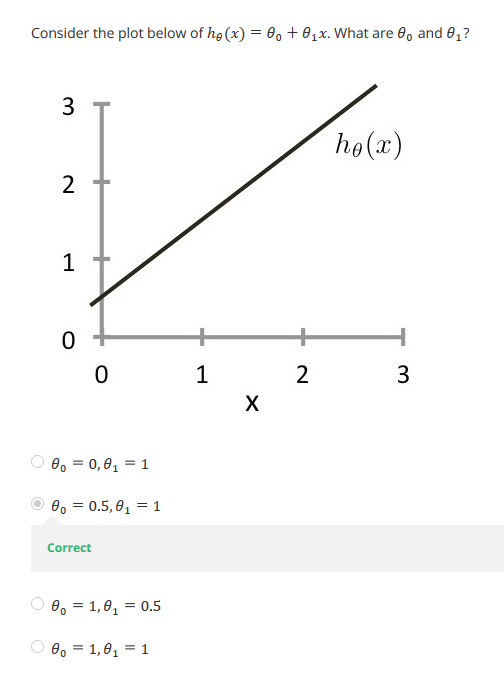 Consider the plot below of hθ(x) = θ₀ + θ₁x. What are θ₀ and θ₁?
3
hθ(x)
2
1
0
0 1 2 3
x
θ₀ = 0, θ₁ = 1
θ₀ = 0.5, θ₁ = 1
Correct
θ₀ = 1, θ₁ = 0.5
θ₀ = 1, θ₁ = 1